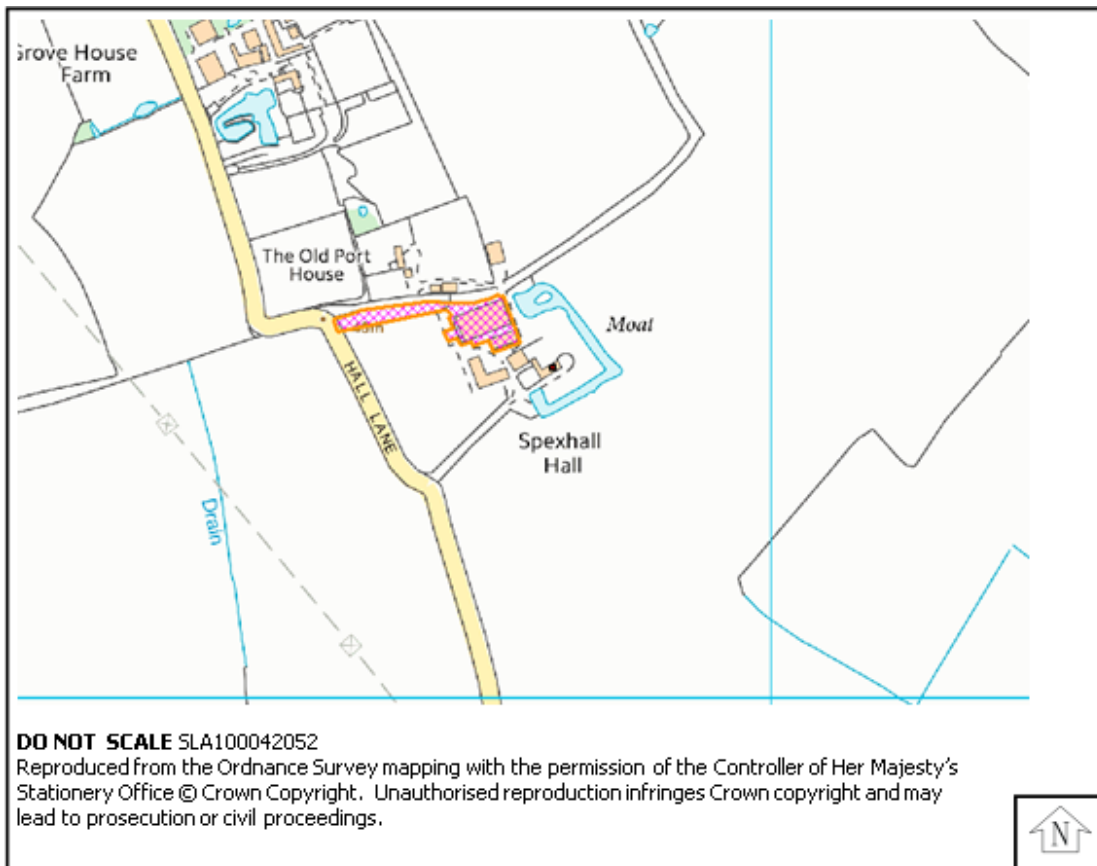 Grove House
Farm
The Old Port
House
Moat
HALL LANE
Spexhall
Hall
Drain
DO NOT SCALE SLA100042052
Reproduced from the Ordnance Survey mapping with the permission of the Controller of Her Majesty's
Stationery Office © Crown Copyright. Unauthorised reproduction infringes Crown copyright and may
lead to prosecution or civil proceedings.
N